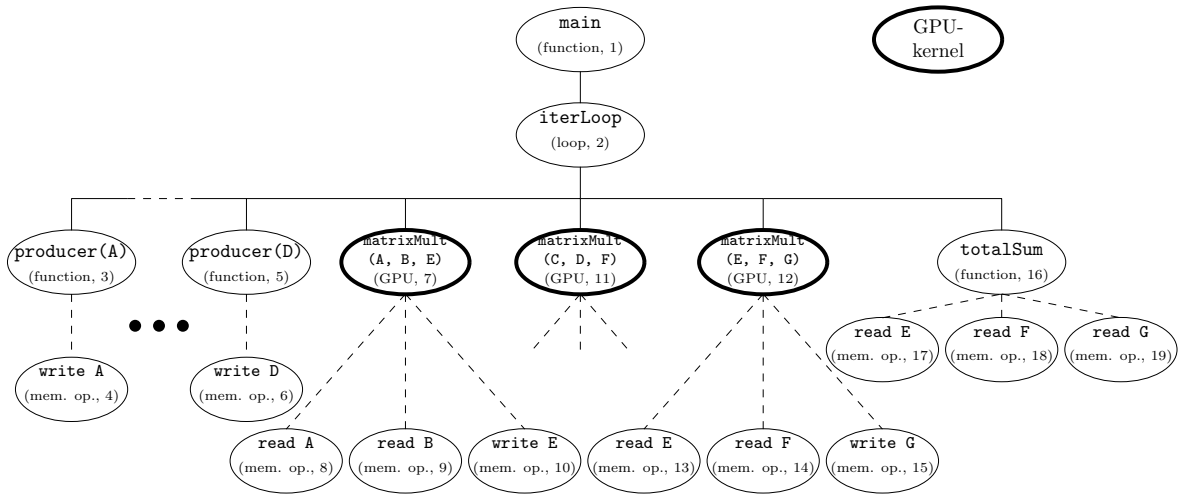 main
(function, 1)
GPU-
kernel
iterLoop
(loop, 2)
producer(A)
(function, 3)
producer(D)
(function, 5)
matrixMult
(A, B, E)
(GPU, 7)
matrixMult
(C, D, F)
(GPU, 11)
matrixMult
(E, F, G)
(GPU, 12)
totalSum
(function, 16)
read E
(mem. op., 17)
read F
(mem. op., 18)
read G
(mem. op., 19)
write A
(mem. op., 4)
write D
(mem. op., 6)
read A
(mem. op., 8)
read B
(mem. op., 9)
write E
(mem. op., 10)
read E
(mem. op., 13)
read F
(mem. op., 14)
write G
(mem. op., 15)